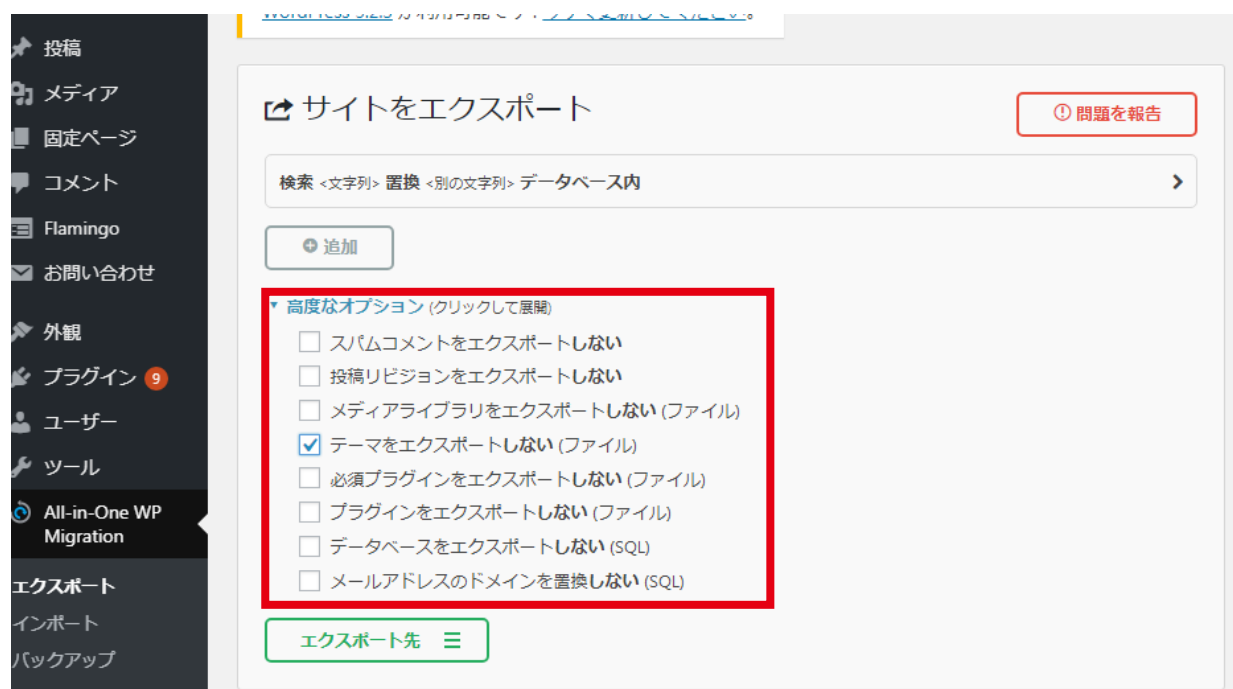 投稿
メディア
固定ページ
コメント
Flamingo
お問い合わせ
外観
プラグイン 9
ユーザー
ツール
All-in-One WP
Migration
エクスポート
インポート
バックアップ
サイトをエクスポート
問題を報告
検索 <文字列> 置換 <別の文字列> データベース内
追加
高度なオプション (クリックして展開)
スパムコメントをエクスポートしない
投稿リビジョンをエクスポートしない
メディアライブラリをエクスポートしない (ファイル)
テーマをエクスポートしない (ファイル)
必須プラグインをエクスポートしない (ファイル)
プラグインをエクスポートしない (ファイル)
データベースをエクスポートしない (SQL)
メールアドレスのドメインを置換しない (SQL)
エクスポート先